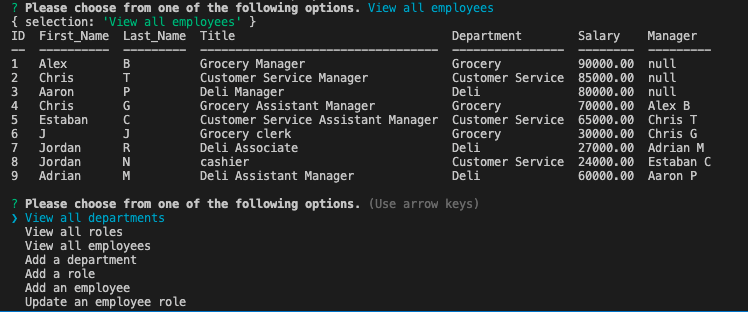 ? Please choose from one of the following options. View all employees
{ selection: 'View all employees' }
ID  First_Name  Last_Name  Title                              Department        Salary    Manager
──  ──────────  ─────────  ─────────────────────────────────  ────────────────  ────────  ─────────
1   Alex        B          Grocery Manager                    Grocery           90000.00  null
2   Chris       T          Customer Service Manager           Customer Service  85000.00  null
3   Aaron       P          Deli Manager                       Deli              80000.00  null
4   Chris       G          Grocery Assistant Manager          Grocery           70000.00  Alex B
5   Estaban     C          Customer Service Assistant Manager Customer Service  65000.00  Chris T
6   J           J          Grocery clerk                      Grocery           30000.00  Chris G
7   Jordan      R          Deli Associate                     Deli              27000.00  Adrian M
8   Jordan      N          cashier                            Customer Service  24000.00  Estaban C
9   Adrian      M          Deli Assistant Manager             Deli              60000.00  Aaron P
? Please choose from one of the following options. (Use arrow keys)
❯ View all departments
View all roles
View all employees
Add a department
Add a role
Add an employee
Update an employee role